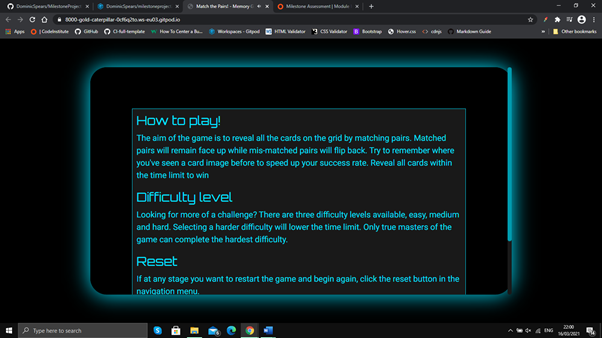 DominicSpears/MilestoneProject
DominicSpears/milestoneproject
Match the Pairs! - Memory
Milestone Assessment | Module
8000-gold-caterpillar-0cf6q2to.ws-eu03.gitpod.io
Apps
| CodeInstitute
GitHub
CI-full-template
How To Center a Bu...
Workspaces - Gitpod
HTML Validator
CSS Validator
Bootstrap
Hover.css
cdnjs
Markdown Guide
Other bookmarks
How to play!
The aim of the game is to reveal all the cards on the grid by matching pairs. Matched
pairs will remain face up while mis-matched pairs will flip back. Try to remember where
you've seen a card image before to speed up your success rate. Reveal all cards within
the time limit to win
Difficulty level
Looking for more of a challenge? There are three difficulty levels available, easy, medium
and hard. Selecting a harder difficulty will lower the time limit. Only true masters of the
game can complete the hardest difficulty.
Reset
If at any stage you want to restart the game and begin again, click the reset button in the
navigation menu.
Type here to search
ENG
22:00
16/03/2021